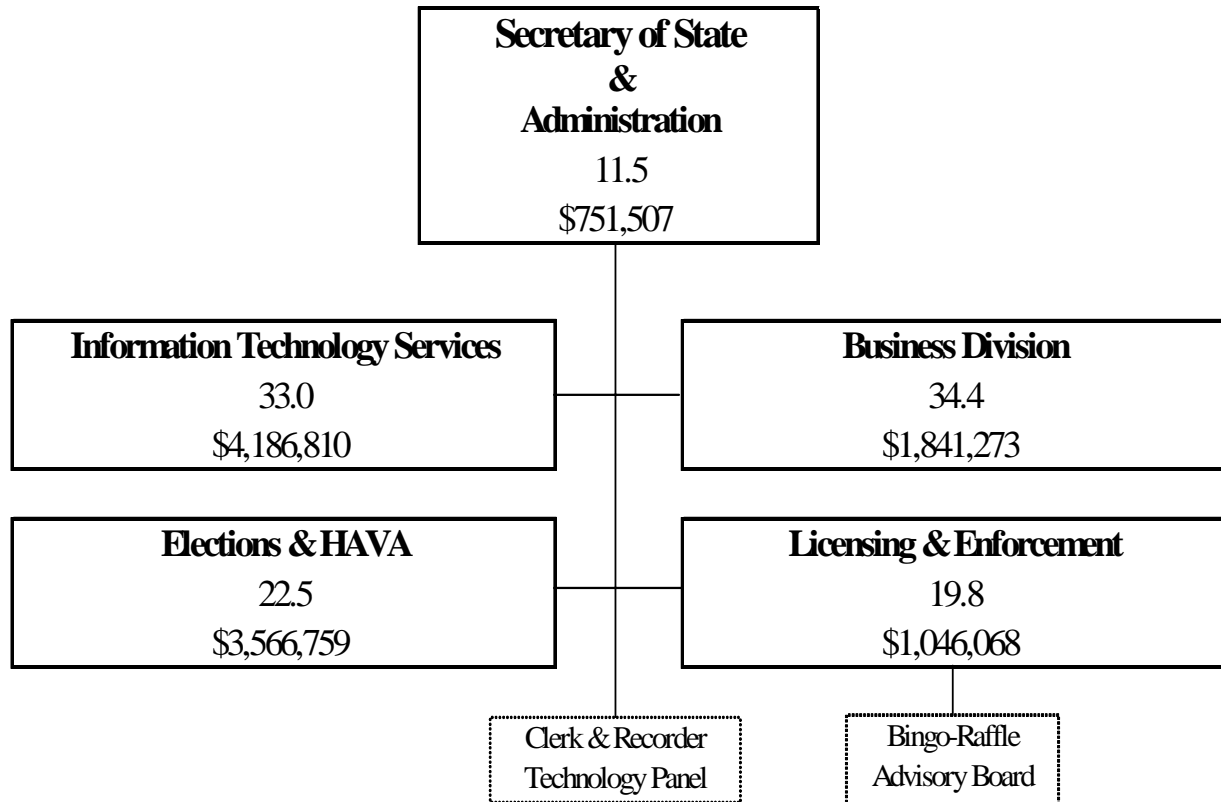 Secretary of State
&
Administration
11.5
$751,507
Information Technology Services
33.0
$4,186,810
Business Division
34.4
$1,841,273
Elections & HAVA
22.5
$3,566,759
Licensing & Enforcement
19.8
$1,046,068
Clerk & Recorder
Technology Panel
Bingo-Raffle
Advisory Board